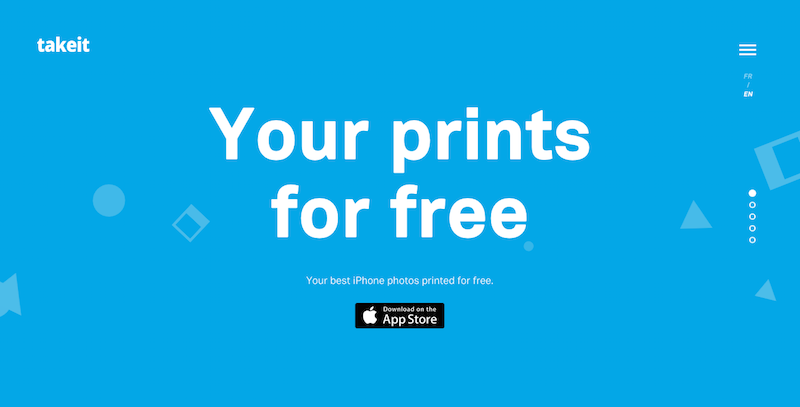 takeit
FR
/
EN
Your prints
for free
Your best iPhone photos printed for free.
Download on the
App Store